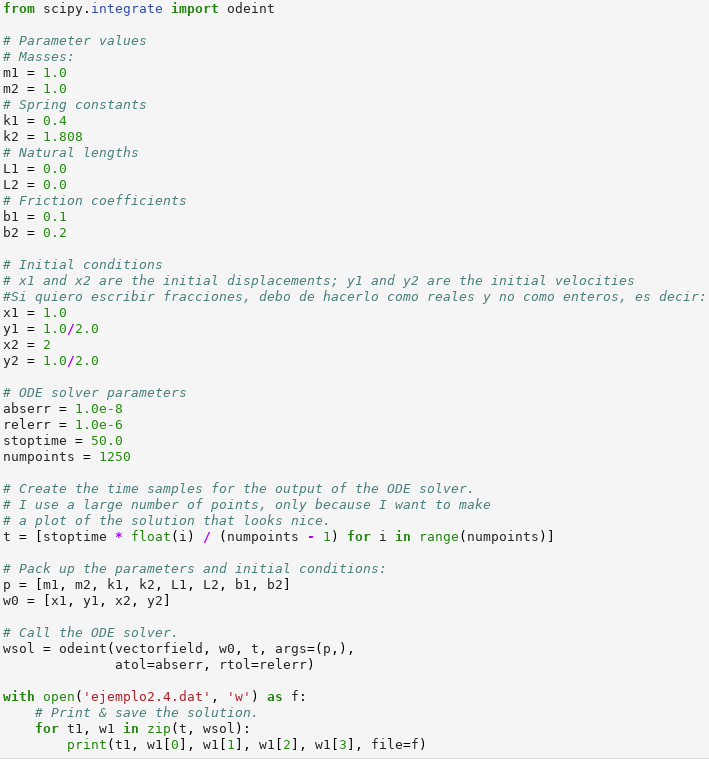 from scipy.integrate import odeint
# Parameter values
# Masses:
m1 = 1.0
m2 = 1.0
# Spring constants
k1 = 0.4
k2 = 1.808
# Natural lengths
L1 = 0.0
L2 = 0.0
# Friction coefficients
b1 = 0.1
b2 = 0.2
# Initial conditions
# x1 and x2 are the initial displacements; y1 and y2 are the initial velocities
#Si quiero escribir fracciones, debo de hacerlo como reales y no como enteros, es decir:
x1 = 1.0
y1 = 1.0/2.0
x2 = 2
y2 = 1.0/2.0
# ODE solver parameters
abserr = 1.0e-8
relerr = 1.0e-6
stoptime = 50.0
numpoints = 1250
# Create the time samples for the output of the ODE solver.
# I use a large number of points, only because I want to make
# a plot of the solution that looks nice.
t = [stoptime * float(i) / (numpoints - 1) for i in range(numpoints)]
# Pack up the parameters and initial conditions:
p = [m1, m2, k1, k2, L1, L2, b1, b2]
w0 = [x1, y1, x2, y2]
# Call the ODE solver.
wsol = odeint(vectorfield, w0, t, args=(p,),
              atol=abserr, rtol=relerr)
with open('ejemplo2.4.dat', 'w') as f:
    # Print & save the solution.
    for t1, w1 in zip(t, wsol):
        print(t1, w1[0], w1[1], w1[2], w1[3], file=f)